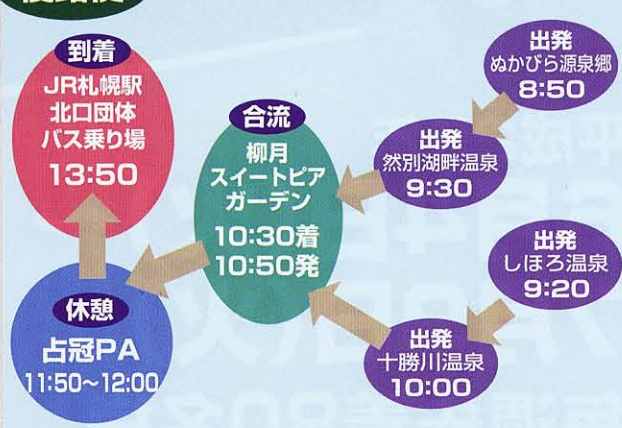 到着
JR札幌駅
北口団体
バス乗り場
13:50
合流
柳月
スイートピア
ガーデン
10:30着
10:50発
出発
ぬかびら源泉郷
8:50
出発
然別湖畔温泉
9:30
出発
しほろ温泉
9:20
出発
十勝川温泉
10:00
休憩
占冠PA
11:50～12:00